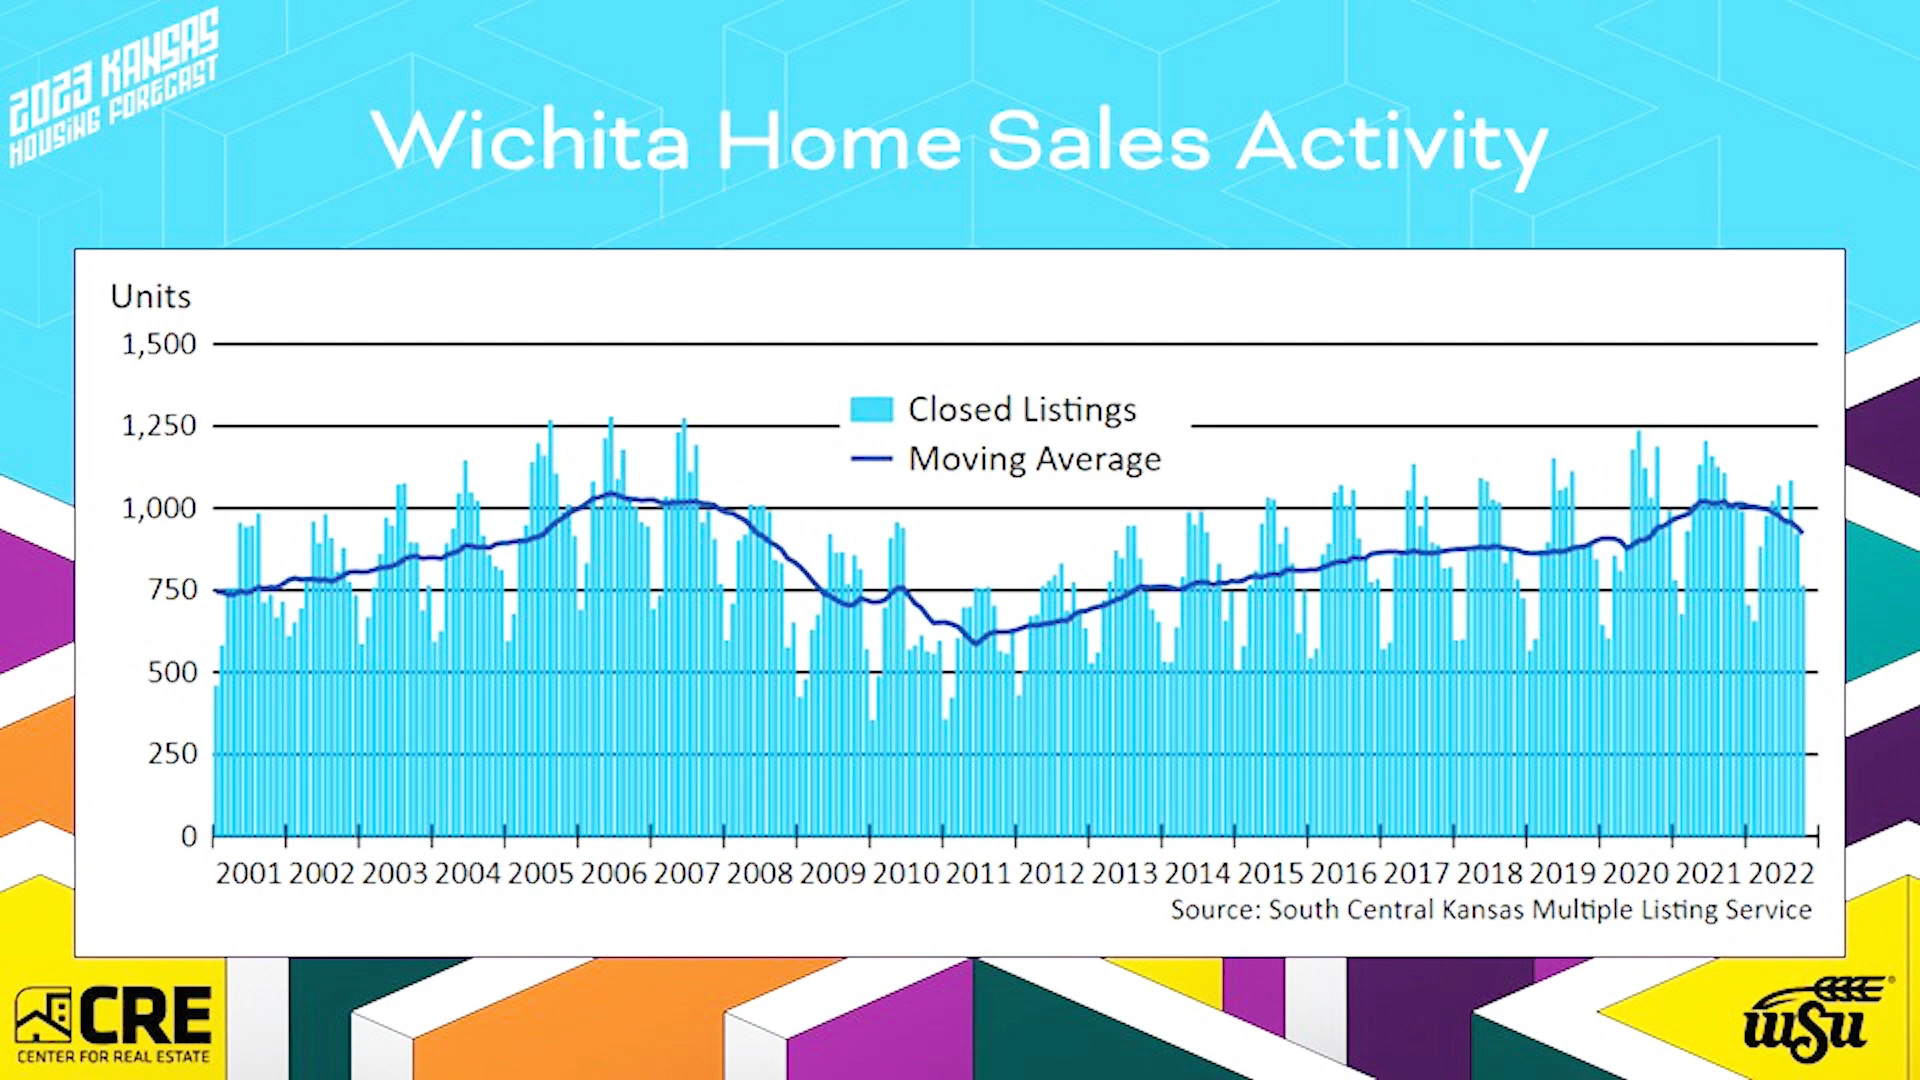 2023 KANSAS
HOUSING FORECAST
Wichita Home Sales Activity
Units
1,500
1,250
1,000
750
500
250
0
Closed Listings
Moving Average
2001 2002 2003 2004 2005 2006 2007 2008 2009 2010 2011 2012 2013 2014 2015 2016 2017 2018 2019 2020 2021 2022
Source: South Central Kansas Multiple Listing Service
CRE
CENTER FOR REAL ESTATE
WSU
®